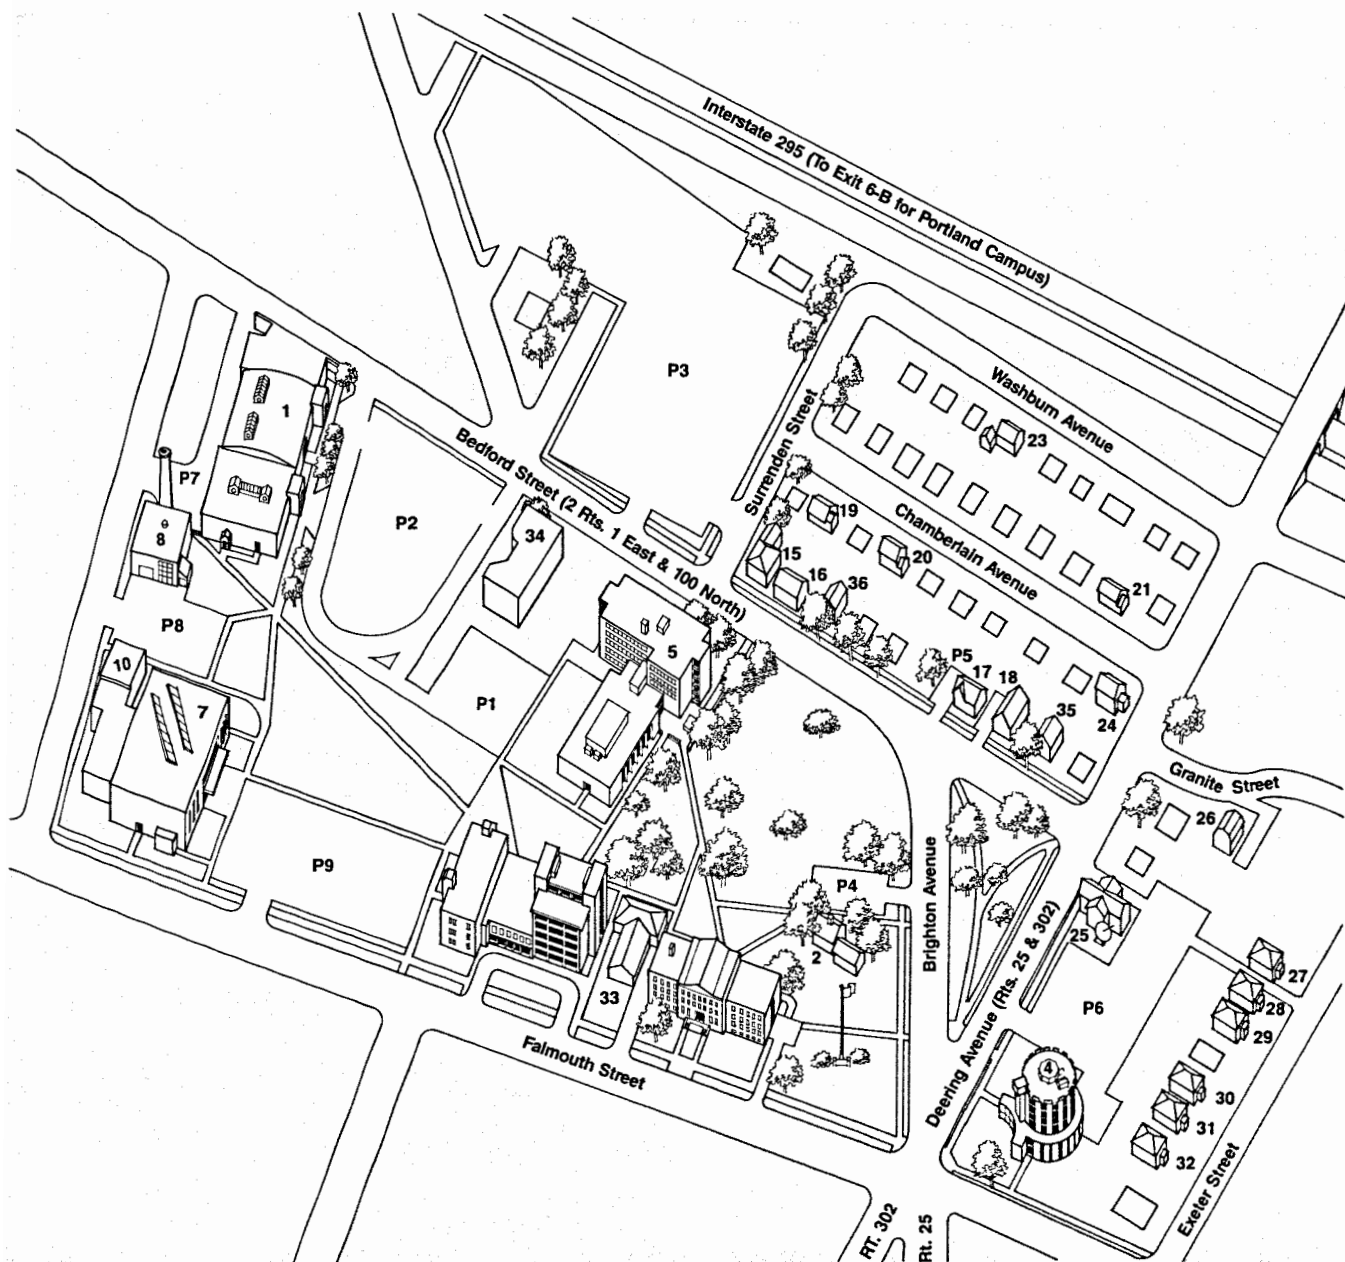 Interstate 295 (To Exit 6-B for Portland Campus)
P3
Washburn Avenue
1
23
Surrenden Street
Bedford Street (2 Rts. 1 East & 100 North)
P7
P2
19
Chamberlain Avenue
34
8
15
20
16
36
21
P8
5
10
P5
17
18
7
P1
35
24
Granite Street
26
P9
P4
Brighton Avenue
25
2
27
33
28
P6
29
Falmouth Street
Deering Avenue (Rts. 25 & 302)
4
30
31
32
Exeter Street
RT. 302
Rt. 25